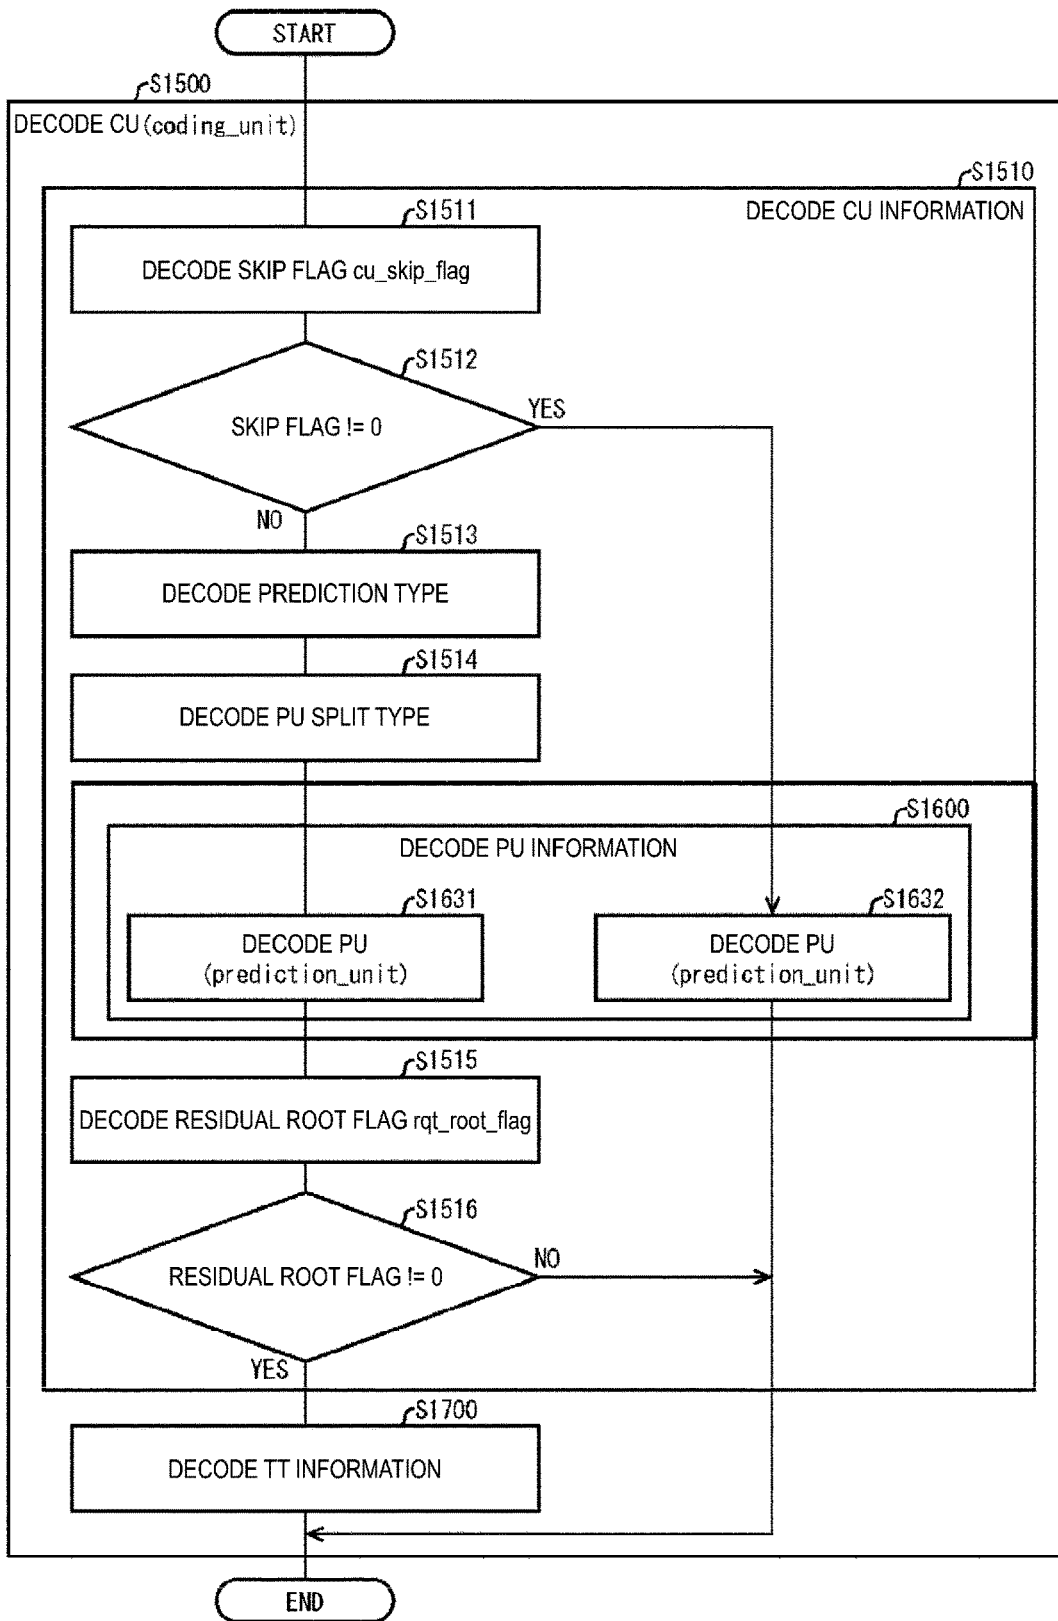 START
S1500
DECODE CU(coding_unit)
S1510
DECODE CU INFORMATION
S1511
DECODE SKIP FLAG cu_skip_flag
S1512
SKIP FLAG != 0
YES
NO
S1513
DECODE PREDICTION TYPE
S1514
DECODE PU SPLIT TYPE
S1600
DECODE PU INFORMATION
S1631
DECODE PU
(prediction_unit)
S1632
DECODE PU
(prediction_unit)
S1515
DECODE RESIDUAL ROOT FLAG rqt_root_flag
S1516
RESIDUAL ROOT FLAG != 0
NO
YES
S1700
DECODE TT INFORMATION
END